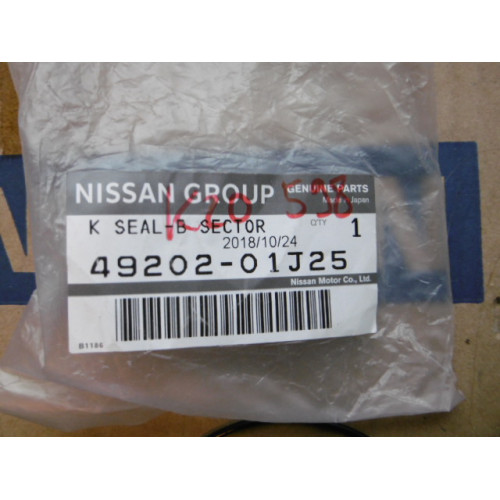 NISSAN GROUP GENUINE PARTS
Made in Japan
K SEAL-B SECTOR QTY 1
2018/10/24
49202-01J25
Nissan Motor Co., Ltd.
B1186